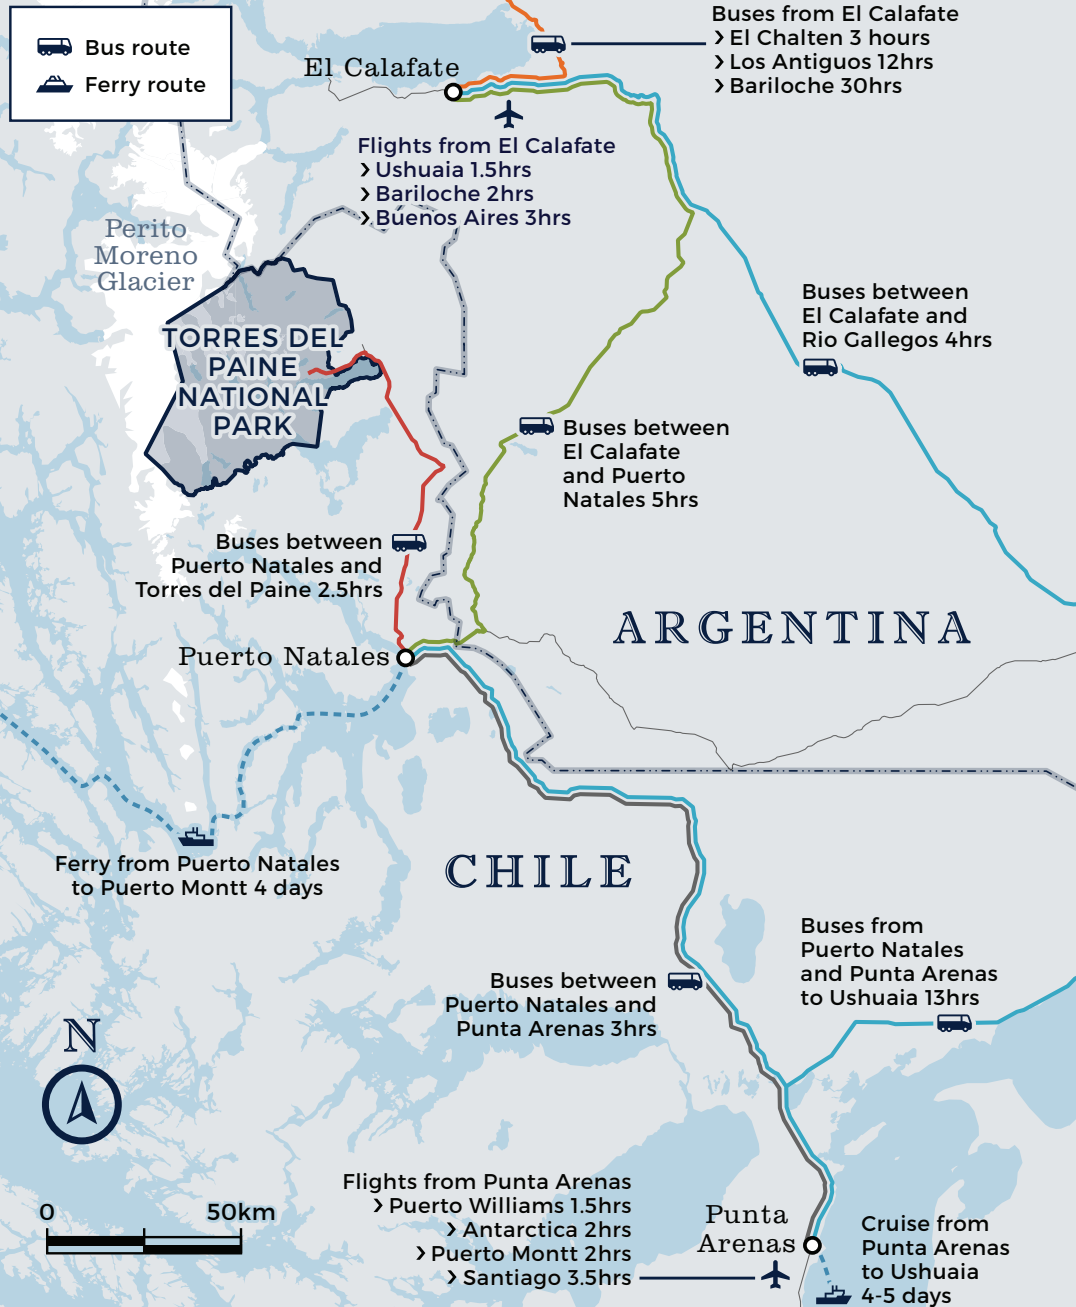 Bus route
Ferry route
Buses from El Calafate
› El Chalten 3 hours
› Los Antiguos 12hrs
› Bariloche 30hrs
El Calafate
Flights from El Calafate
› Ushuaia 1.5hrs
› Bariloche 2hrs
› Buenos Aires 3hrs
Perito
Moreno
Glacier
TORRES DEL
PAINE
NATIONAL
PARK
Buses between
El Calafate and
Rio Gallegos 4hrs
Buses between
El Calafate
and Puerto
Natales 5hrs
Buses between
Puerto Natales and
Torres del Paine 2.5hrs
ARGENTINA
Puerto Natales
Ferry from Puerto Natales
to Puerto Montt 4 days
CHILE
Buses from
Puerto Natales
and Punta Arenas
to Ushuaia 13hrs
Buses between
Puerto Natales and
Punta Arenas 3hrs
N
0 50km
Flights from Punta Arenas
› Puerto Williams 1.5hrs
› Antarctica 2hrs
› Puerto Montt 2hrs
› Santiago 3.5hrs
Punta
Arenas
Cruise from
Punta Arenas
to Ushuaia
4-5 days